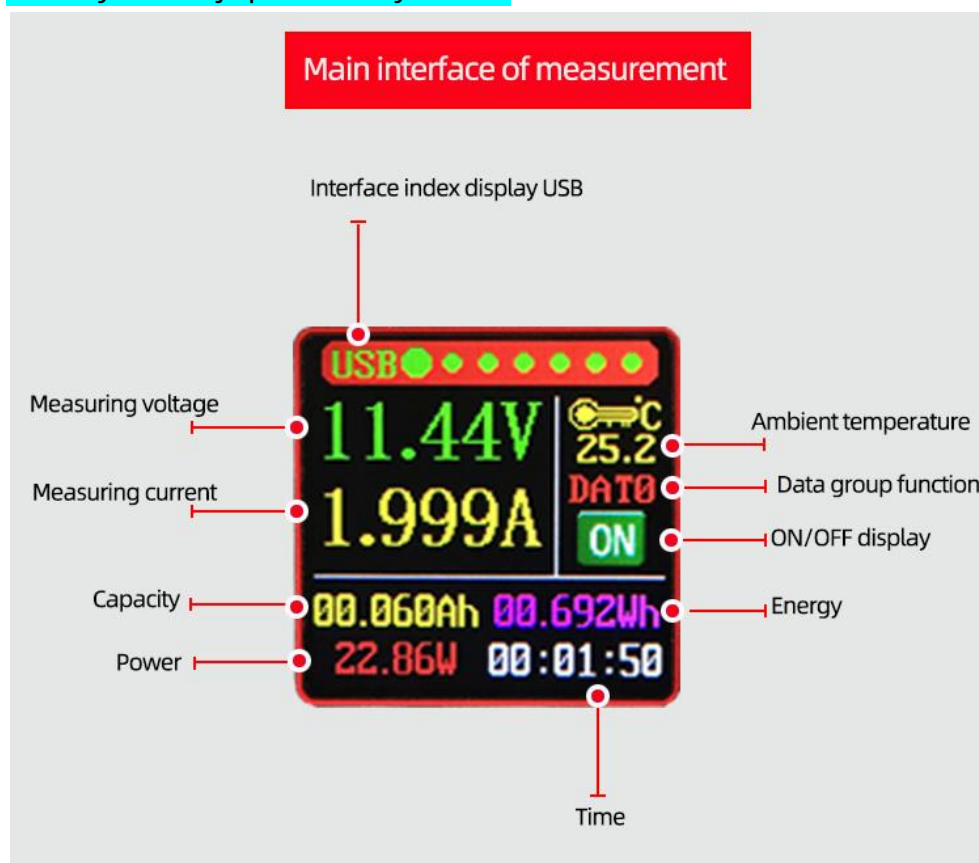 Main interface of measurement
Interface index display USB
USB
Measuring voltage
11.44V
°C
Ambient temperature
25.2
Measuring current
1.999A
DAT0
Data group function
ON
ON/OFF display
Capacity
00.060Ah 00.692Wh
Energy
Power
22.86W 00:01:50
Time